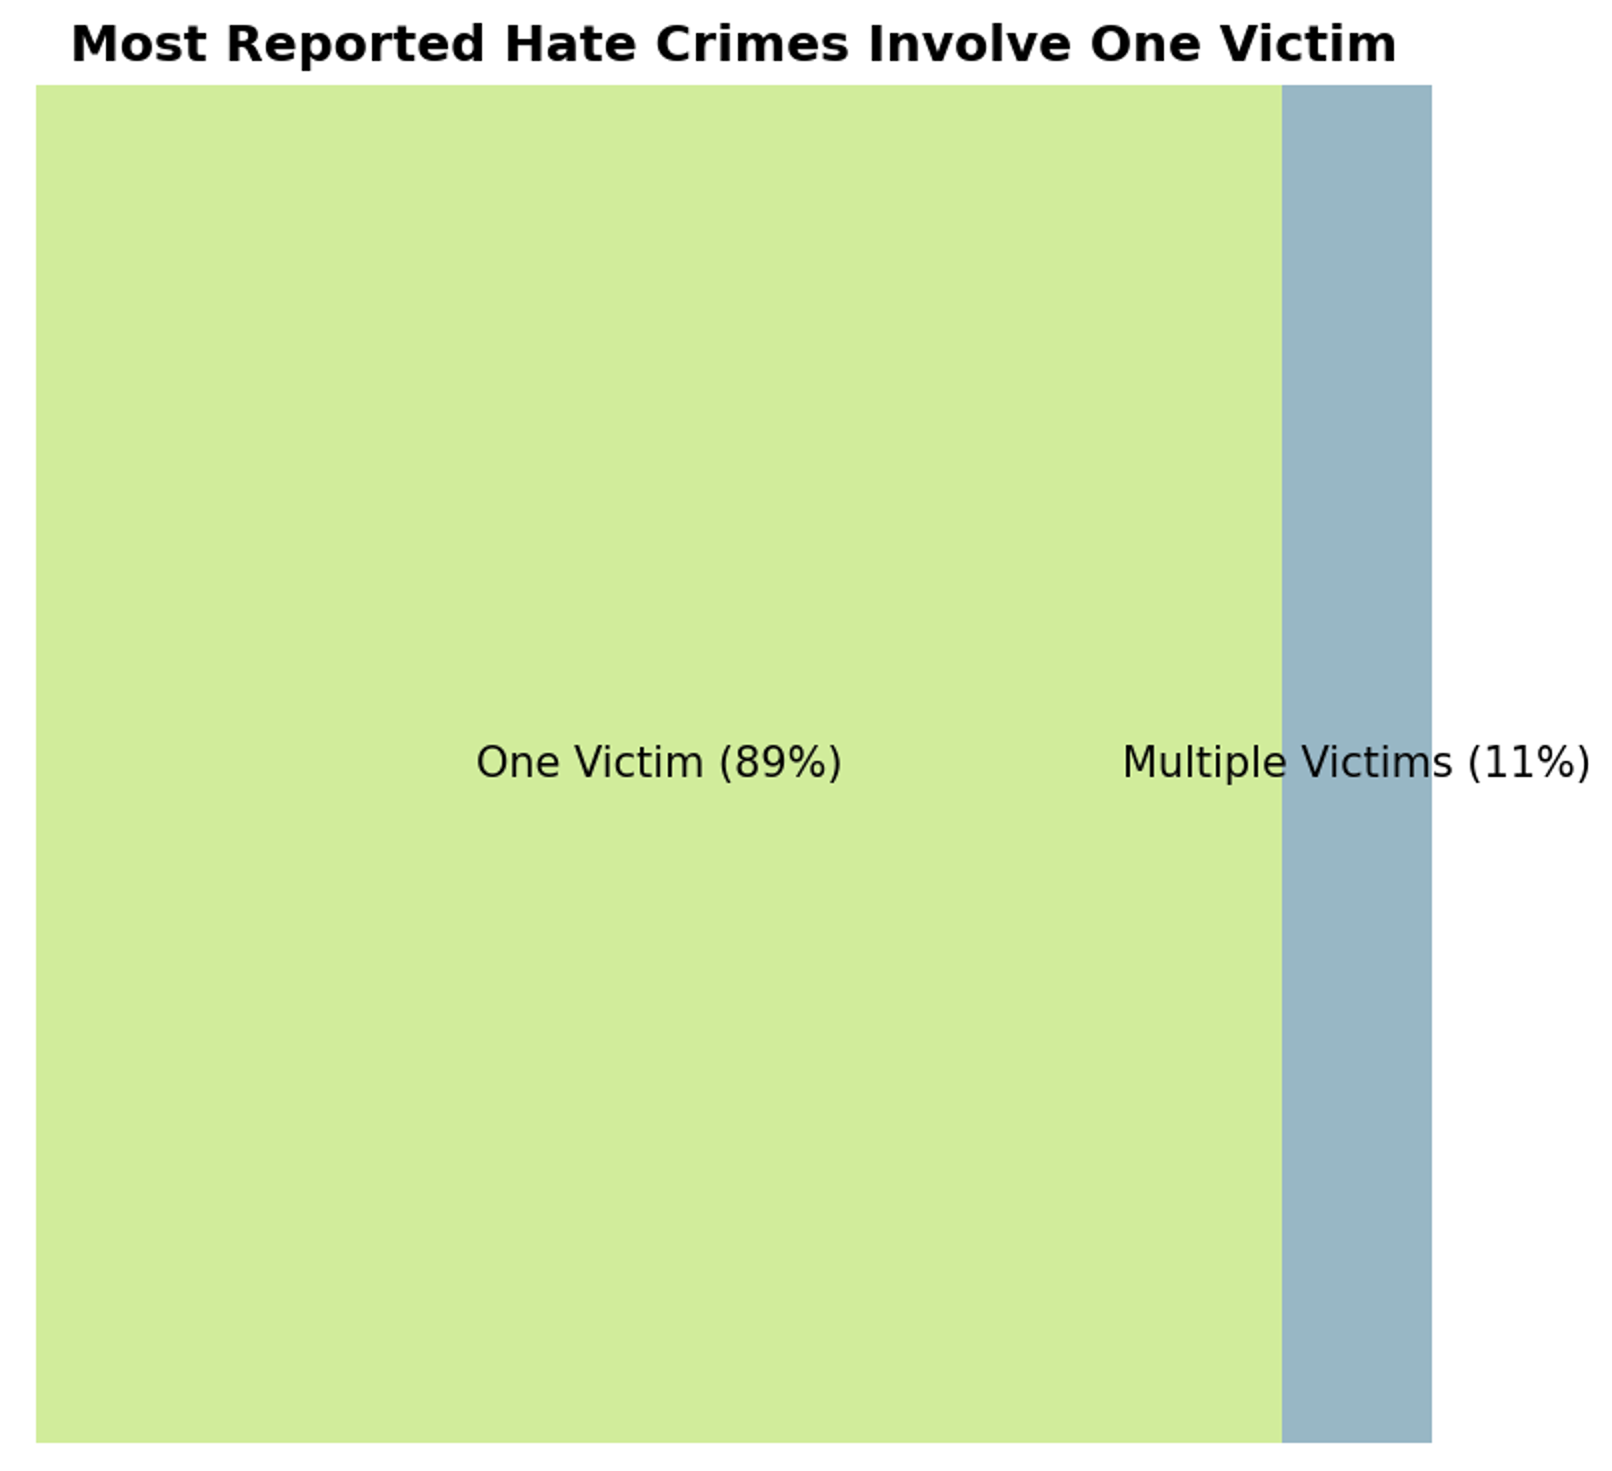 Most Reported Hate Crimes Involve One Victim
One Victim (89%)
Multiple Victims (11%)